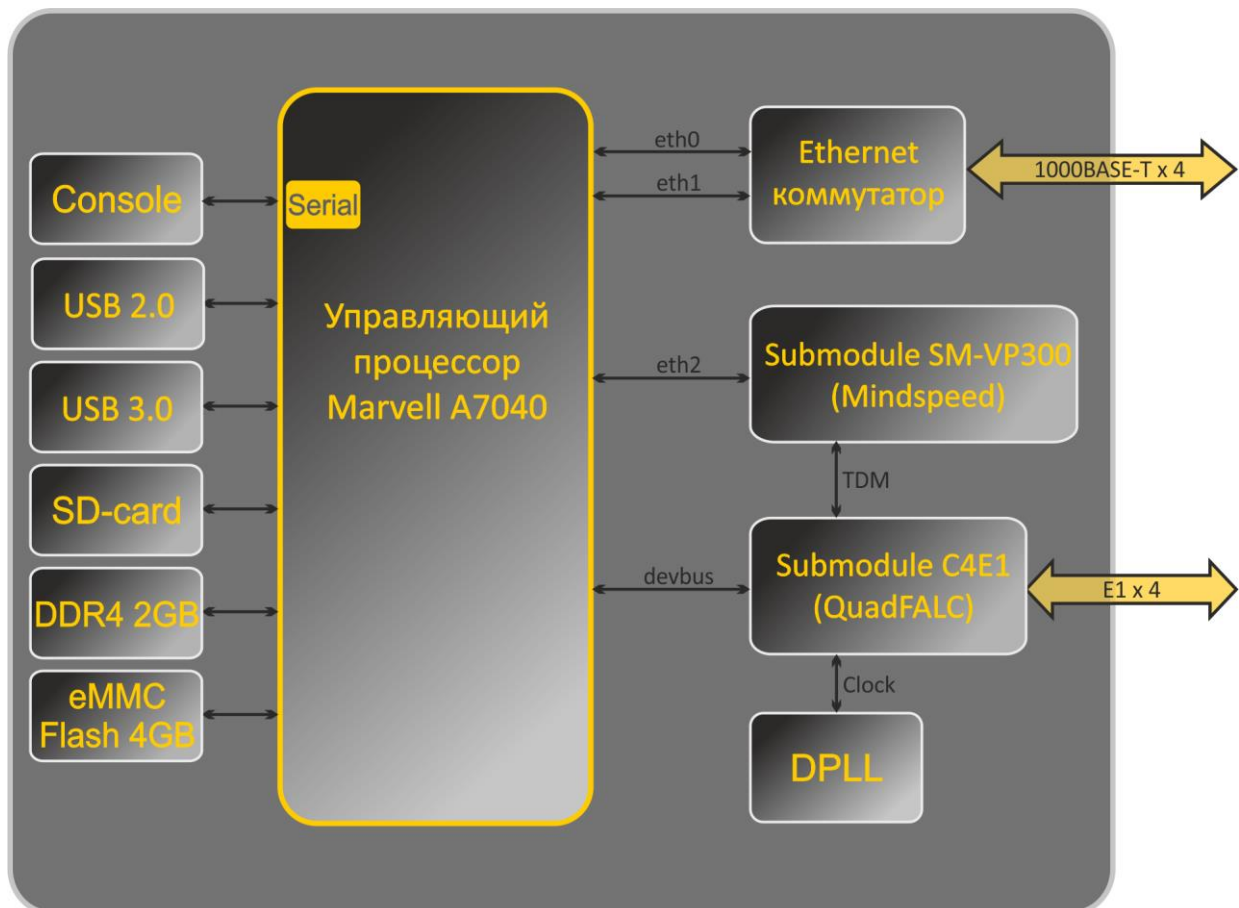 Console
USB 2.0
USB 3.0
SD-card
DDR4 2GB
eMMC
Flash 4GB
Serial
Управляющий
процессор
Marvell A7040
eth0
eth1
eth2
devbus
Ethernet
коммутатор
1000BASE-T x 4
Submodule SM-VP300
(Mindspeed)
TDM
Submodule C4E1
(QuadFALC)
E1 x 4
Clock
DPLL